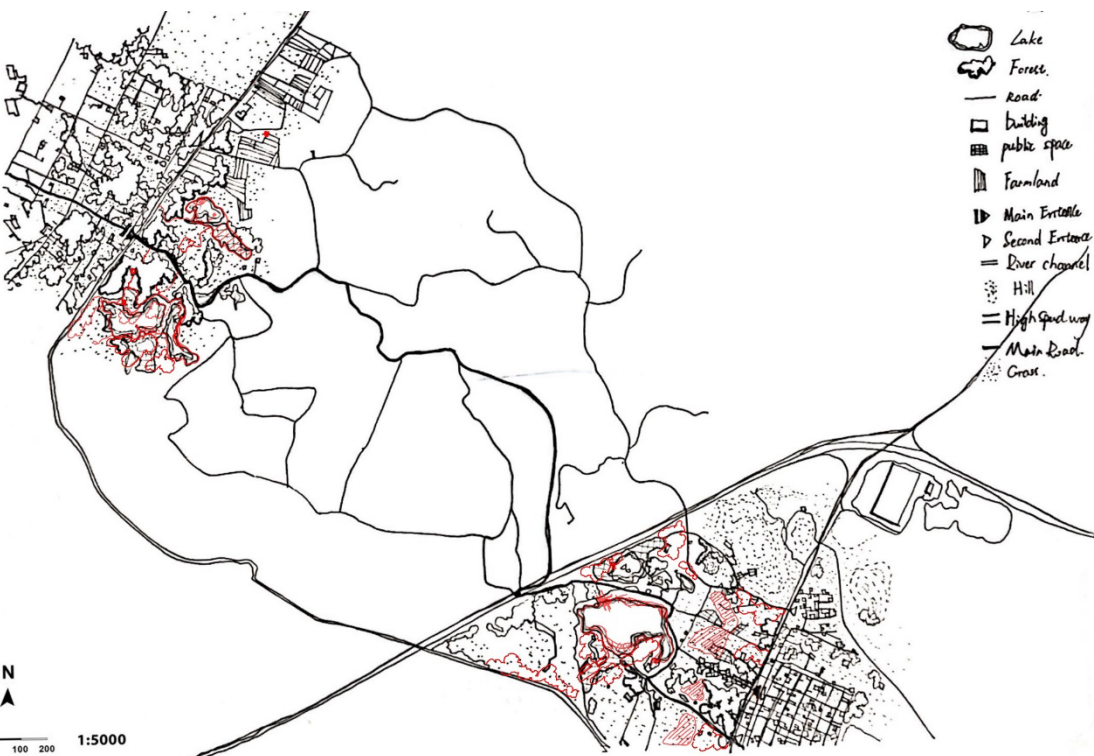 Lake
Forest.
Road.
building
public space
Farmland
Main Entrance
Second Entrance
River channel
Hill
High speed way
Main Road.
Grass.
N
100 200
1:5000